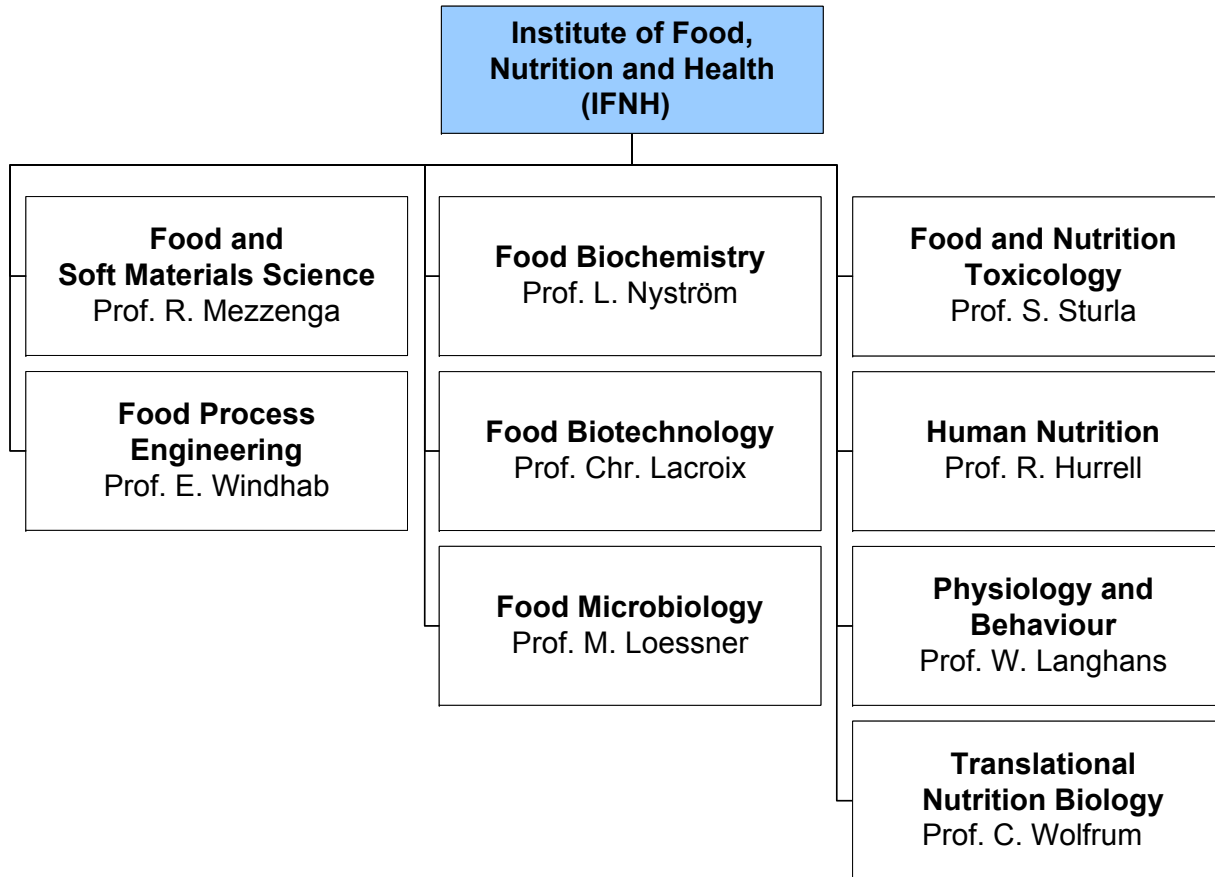 Institute of Food,
Nutrition and Health
(IFNH)
Food and
Soft Materials Science
Prof. R. Mezzenga
Food Process
Engineering
Prof. E. Windhab
Food Biochemistry
Prof. L. Nyström
Food Biotechnology
Prof. Chr. Lacroix
Food Microbiology
Prof. M. Loessner
Food and Nutrition
Toxicology
Prof. S. Sturla
Human Nutrition
Prof. R. Hurrell
Physiology and
Behaviour
Prof. W. Langhans
Translational
Nutrition Biology
Prof. C. Wolfrum